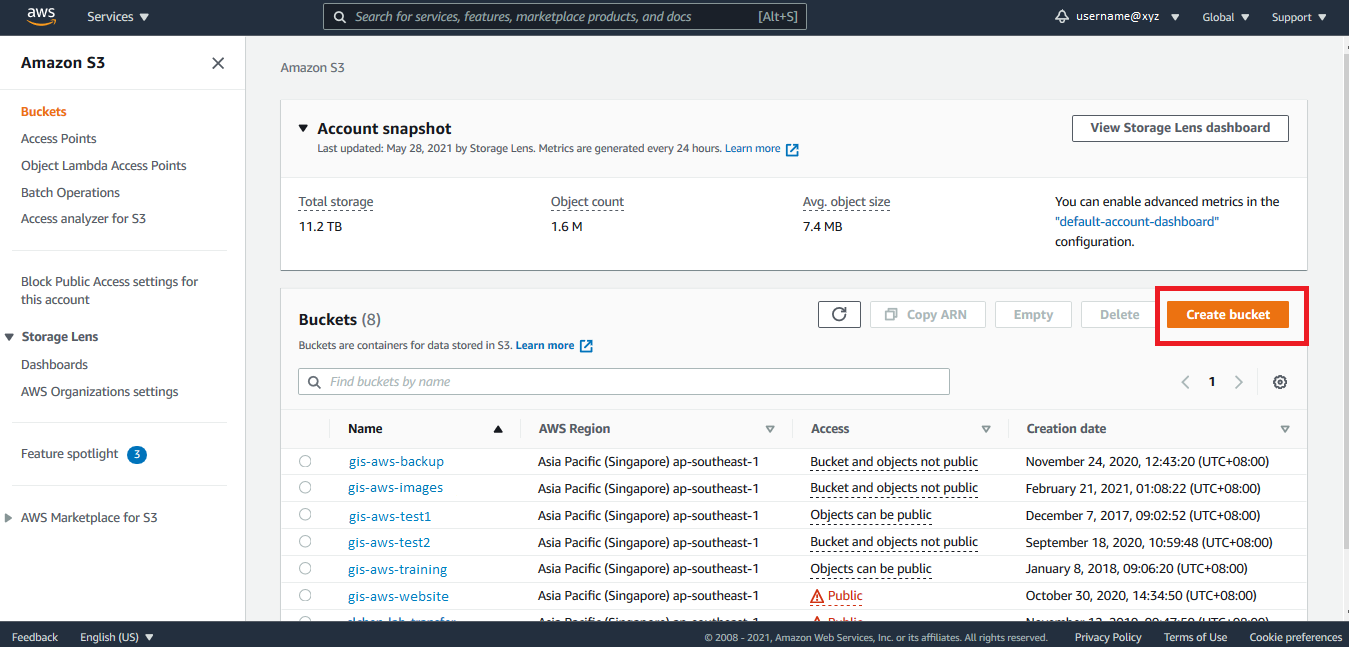 aws
Services
Search for services, features, marketplace products, and docs [Alt+S]
username@xyz
Global
Support
Amazon S3
Buckets
Access Points
Object Lambda Access Points
Batch Operations
Access analyzer for S3
Block Public Access settings for
this account
Storage Lens
Dashboards
AWS Organizations settings
Feature spotlight 3
AWS Marketplace for S3
Amazon S3
Account snapshot
View Storage Lens dashboard
Last updated: May 28, 2021 by Storage Lens. Metrics are generated every 24 hours. Learn more
Total storage
11.2 TB
Object count
1.6 M
Avg. object size
7.4 MB
You can enable advanced metrics in the
"default-account-dashboard"
configuration.
Buckets (8)
Copy ARN
Empty
Delete
Create bucket
Buckets are containers for data stored in S3. Learn more
Find buckets by name
1
Name AWS Region Access Creation date
gis-aws-backup Asia Pacific (Singapore) ap-southeast-1 Bucket and objects not public November 24, 2020, 12:43:20 (UTC+08:00)
gis-aws-images Asia Pacific (Singapore) ap-southeast-1 Bucket and objects not public February 21, 2021, 01:08:22 (UTC+08:00)
gis-aws-test1 Asia Pacific (Singapore) ap-southeast-1 Objects can be public December 7, 2017, 09:02:52 (UTC+08:00)
gis-aws-test2 Asia Pacific (Singapore) ap-southeast-1 Bucket and objects not public September 18, 2020, 10:59:48 (UTC+08:00)
gis-aws-training Asia Pacific (Singapore) ap-southeast-1 Objects can be public January 8, 2018, 09:06:20 (UTC+08:00)
gis-aws-website Asia Pacific (Singapore) ap-southeast-1 Public October 30, 2020, 14:34:50 (UTC+08:00)
Asia Pacific (Singapore) ap-southeast-1 Public
Feedback
English (US)
© 2008 - 2021, Amazon Web Services, Inc. or its affiliates. All rights reserved.
Privacy Policy
Terms of Use
Cookie preferences